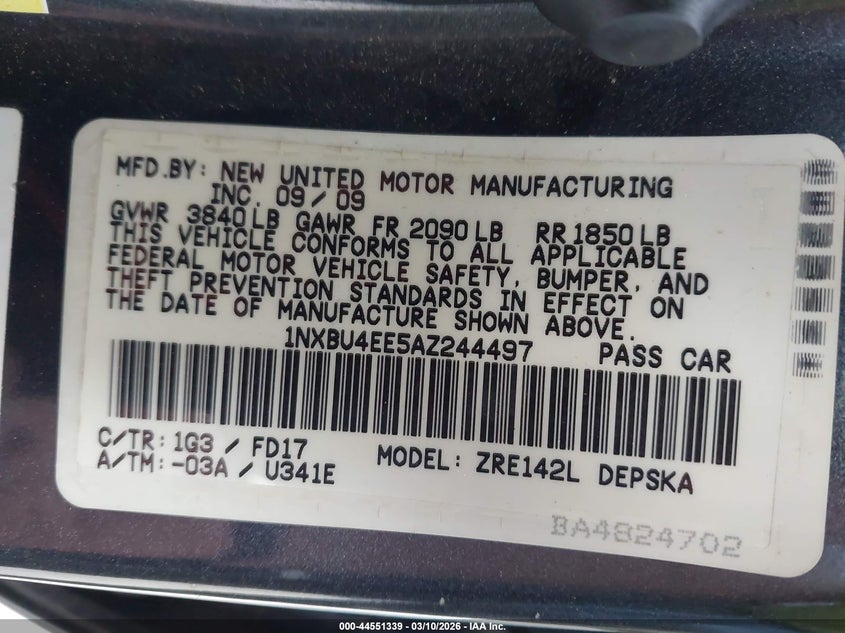 MFD.BY: NEW UNITED MOTOR MANUFACTURING
INC. 09/09
GVWR 3840LB GAWR FR 2090LB RR1850LB
THIS VEHICLE CONFORMS TO ALL APPLICABLE
FEDERAL MOTOR VEHICLE SAFETY, BUMPER, AND
THEFT PREVENTION STANDARDS IN EFFECT ON
THE DATE OF MANUFACTURE SHOWN ABOVE.
1NXBU4EE5AZ244497 PASS CAR
C/TR: 1G3 / FD17
A/TM: -03A / U341E
MODEL: ZRE142L DEPSKA
BA4824702
000-44551339 - 03/10/2026 - IAA Inc.